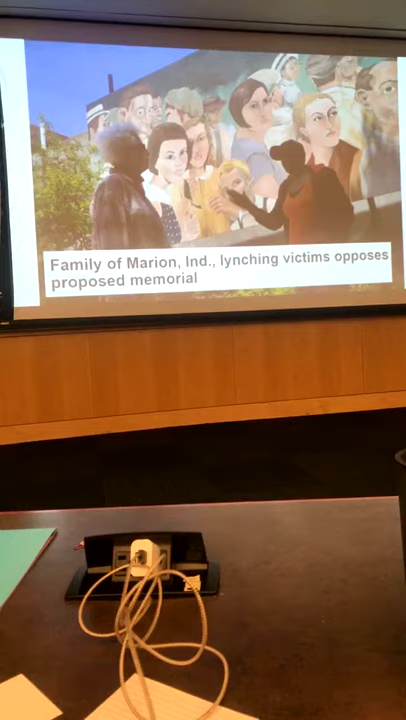 Family of Marion, Ind., lynching victims opposes
proposed memorial